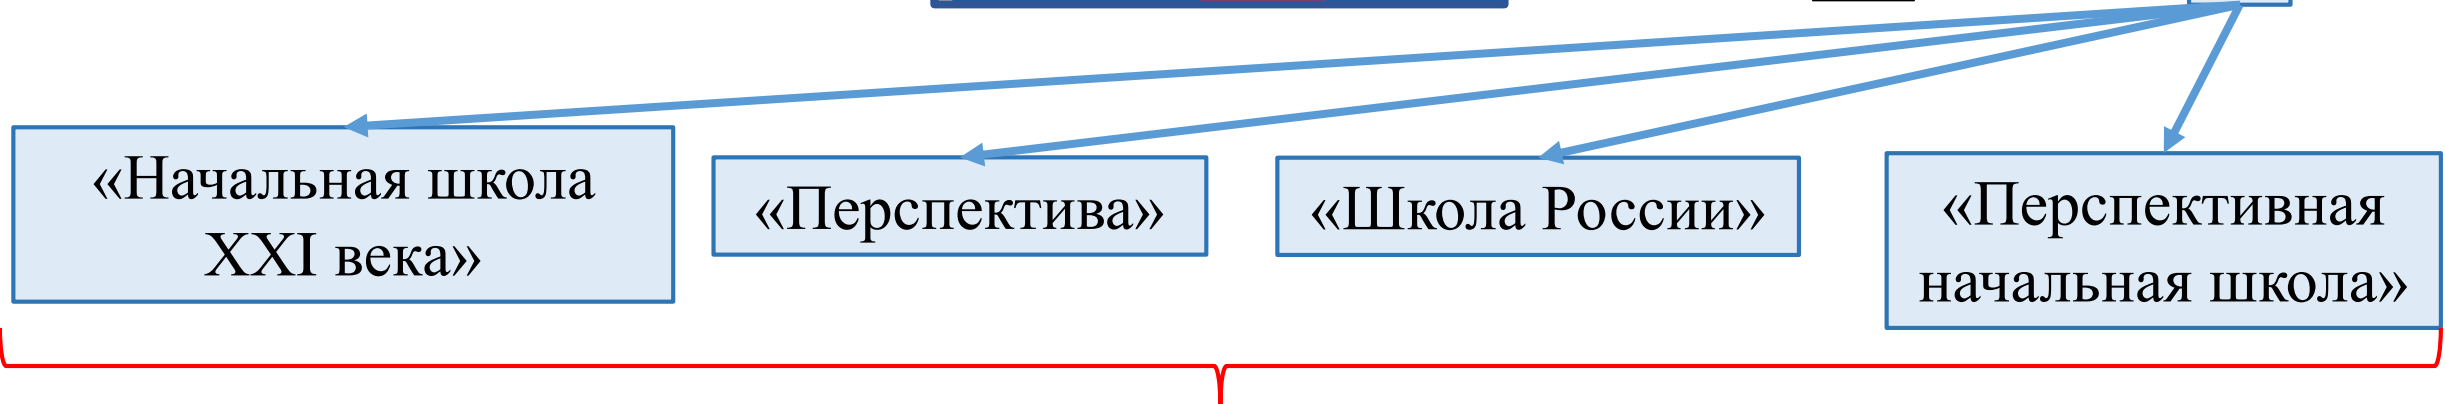 «Начальная школа
XXI века»
«Перспектива»
«Школа России»
«Перспективная
начальная школа»